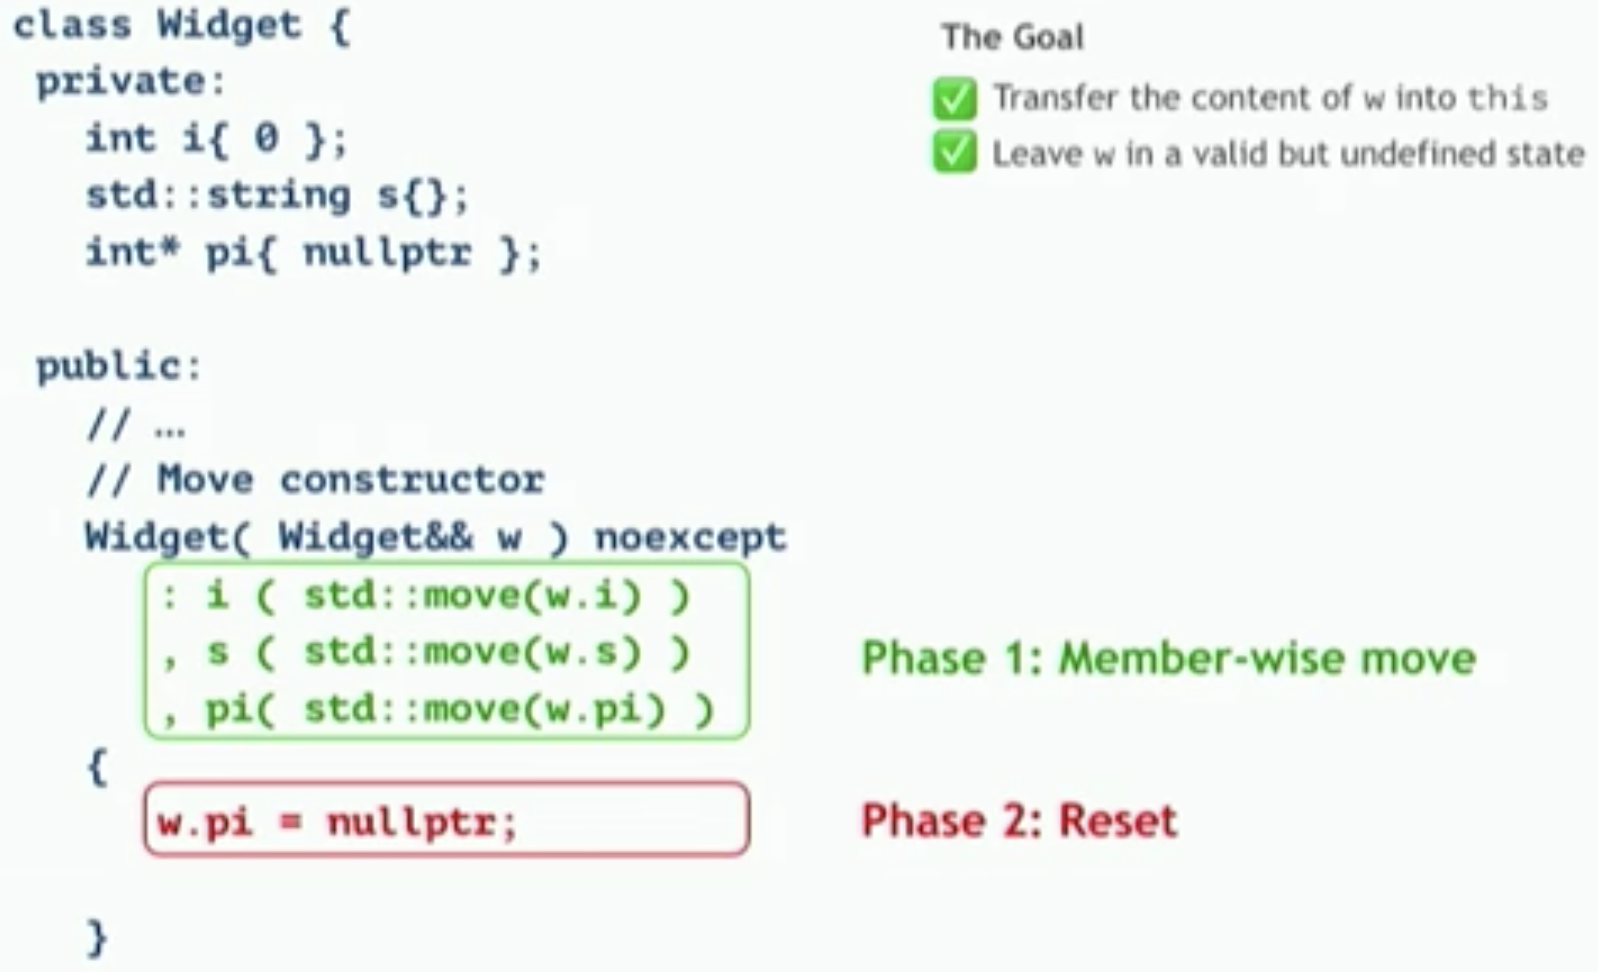 class Widget {
private:
int i{ 0 };
std::string s{};
int* pi{ nullptr };
public:
// …
// Move constructor
Widget( Widget&& w ) noexcept
: i ( std::move(w.i) )
, s ( std::move(w.s) )
, pi( std::move(w.pi) )
{
w.pi = nullptr;
}
The Goal
✅ Transfer the content of w into this
✅ Leave w in a valid but undefined state
Phase 1: Member-wise move
Phase 2: Reset